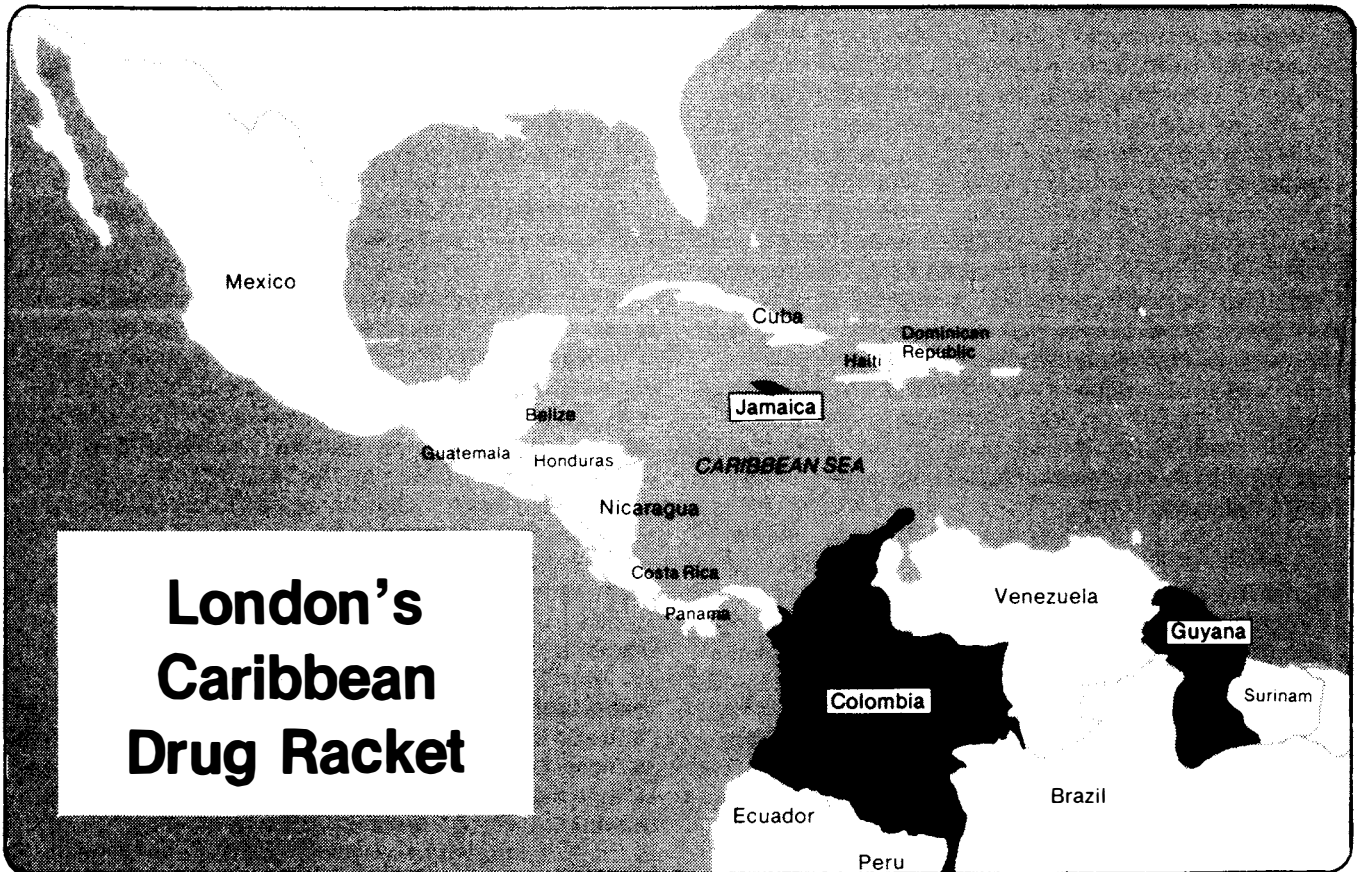 Mexico
Cuba
Dominican
Republic
Haiti
Jamaica
Belize
Guatemala
Honduras
CARIBBEAN SEA
Nicaragua
Costa Rica
Panama
Venezuela
Guyana
Colombia
Surinam
Brazil
Ecuador
Peru
London's
Caribbean
Drug Racket